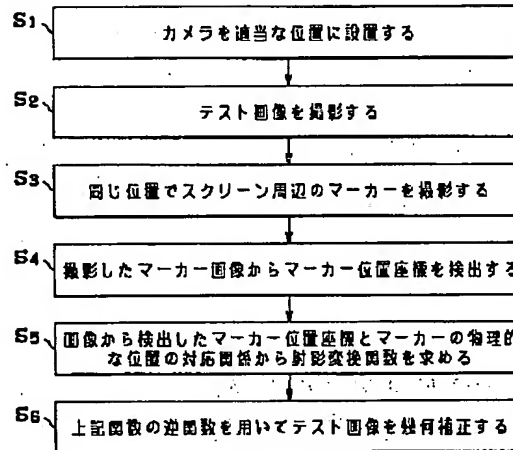 S1 カメラを適当な位置に設置する
S2 テスト画像を撮影する
S3 同じ位置でスクリーン周辺のマーカーを撮影する
S4 撮影したマーカー画像からマーカー位置座標を検出する
S5 画像から検出したマーカー位置座標とマーカーの物理的
な位置の対応関係から射影変換関数を求める
S6 上記関数の逆関数を用いてテスト画像を幾何補正する